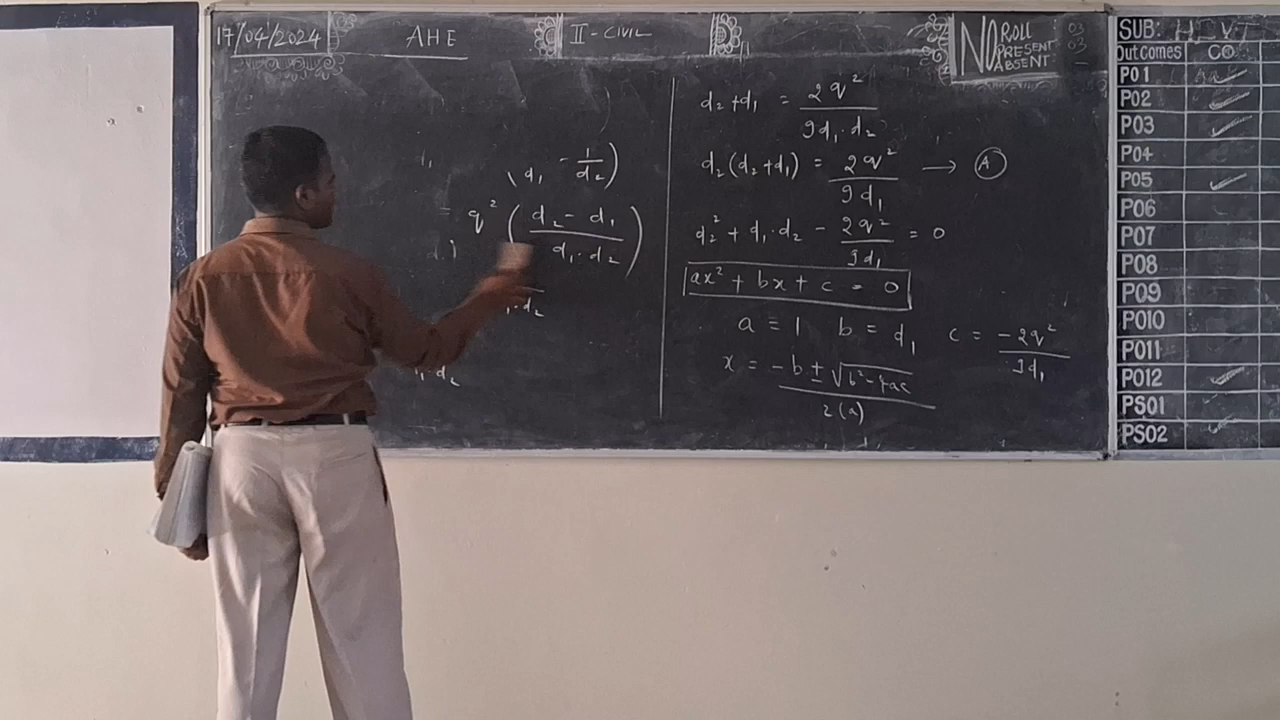 17/04/2024 AHE II - CIVIL
NO ROLL 03
PRESENT 03
ABSENT —
- 1/d₂)
( d₁
= q² ( (d₂ - d₁) / (d₁ · d₂) )
d₂ + d₁ = 2q² / (g d₁ · d₂)
d₂ (d₂ + d₁) = 2q² / (g d₁) → (A)
d₂² + d₁ · d₂ - 2q² / (g d₁) = 0
ax² + bx + c = 0
a = 1 b = d₁ c = -2q² / (g d₁)
x = (-b ± √(b² - 4ac)) / 2(a)
SUB:
Outcomes CO
PO1
PO2 ✓
PO3 ✓
PO4
PO5 ✓
PO6
PO7
PO8
PO9
PO10
PO11
PO12 ✓
PSO1
PSO2 ✓